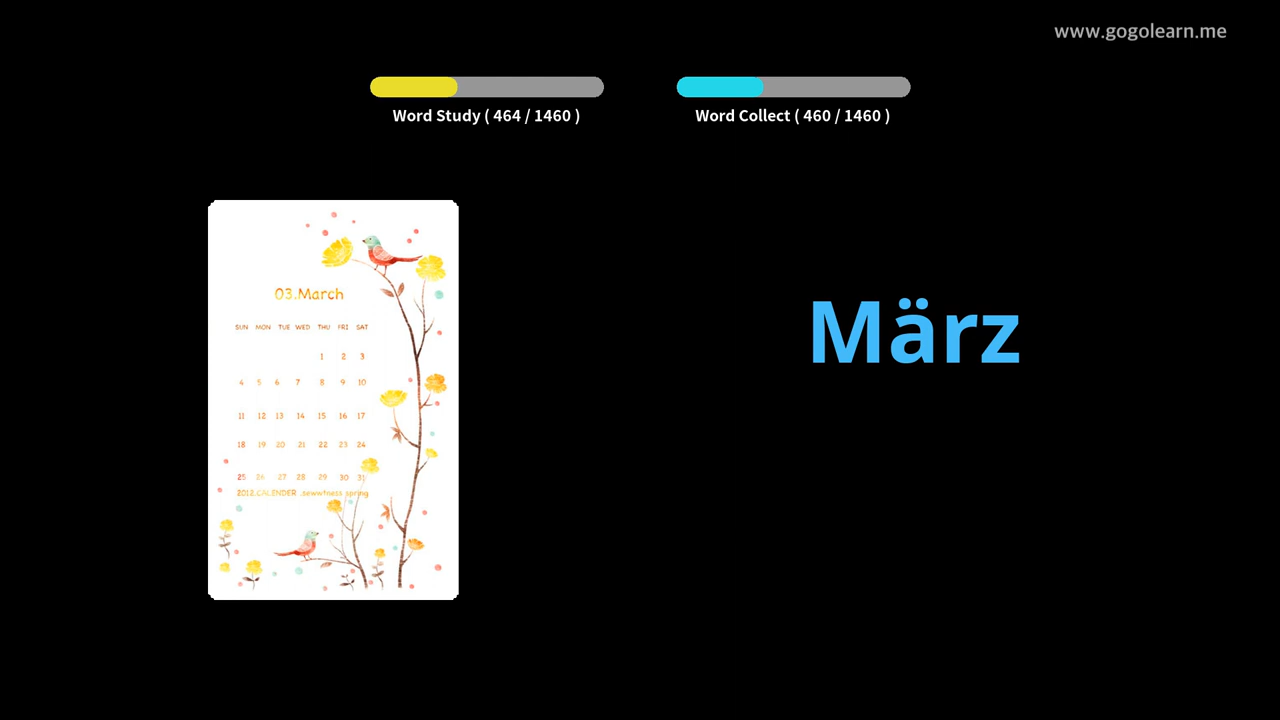 www.gogolearn.me
Word Study ( 464 / 1460 )
Word Collect ( 460 / 1460 )
03.March
SUN MON TUE WED THU FRI SAT
1 2 3
4 5 6 7 8 9 10
11 12 13 14 15 16 17
18 19 20 21 22 23 24
25 26 27 28 29 30 31
2012.CALENDER .sewwtness spring
März